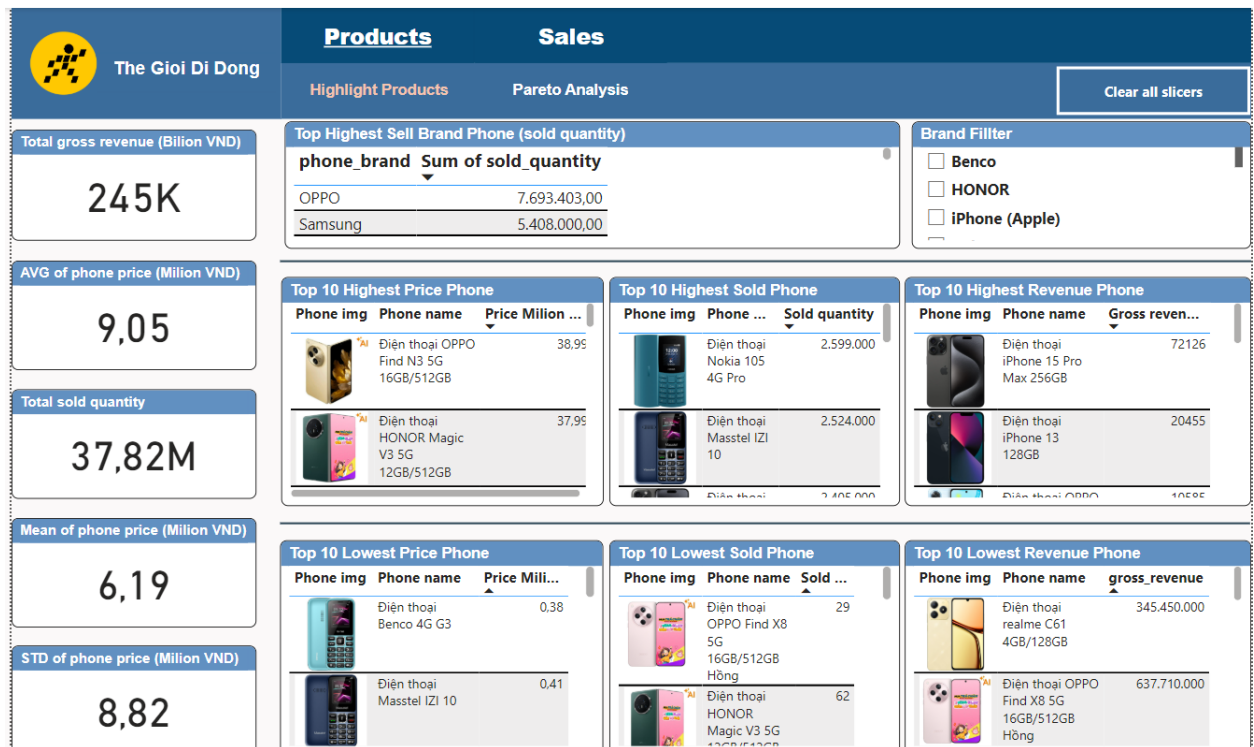 The Gioi Di Dong
Products
Sales
Highlight Products
Pareto Analysis
Clear all slicers
Total gross revenue (Bilion VND)
245K
AVG of phone price (Milion VND)
9,05
Total sold quantity
37,82M
Mean of phone price (Milion VND)
6,19
STD of phone price (Milion VND)
8,82
Top Highest Sell Brand Phone (sold quantity)
phone_brand Sum of sold_quantity
OPPO 7.693.403,00
Samsung 5.408.000,00
Brand Fillter
Benco
HONOR
iPhone (Apple)
Top 10 Highest Price Phone
Phone img Phone name Price Milion ...
Điện thoại OPPO 38,99
Find N3 5G
16GB/512GB
Điện thoại 37,99
HONOR Magic
V3 5G
12GB/512GB
Top 10 Highest Sold Phone
Phone img Phone ... Sold quantity
Điện thoại 2.599.000
Nokia 105
4G Pro
Điện thoại 2.524.000
Masstel IZI
10
Điện thoại 2.405.000
Top 10 Highest Revenue Phone
Phone img Phone name Gross reven...
Điện thoại 72126
iPhone 15 Pro
Max 256GB
Điện thoại 20455
iPhone 13
128GB
Điện thoại OPPO 10585
Top 10 Lowest Price Phone
Phone img Phone name Price Mili...
Điện thoại 0,38
Benco 4G G3
Điện thoại 0,41
Masstel IZI 10
Top 10 Lowest Sold Phone
Phone img Phone name Sold ...
Điện thoại 29
OPPO Find X8
5G
16GB/512GB
Hồng
Điện thoại 62
HONOR
Magic V3 5G
12GB/512GB
Top 10 Lowest Revenue Phone
Phone img Phone name gross_revenue
Điện thoại 345.450.000
realme C61
4GB/128GB
Điện thoại OPPO 637.710.000
Find X8 5G
16GB/512GB
Hồng